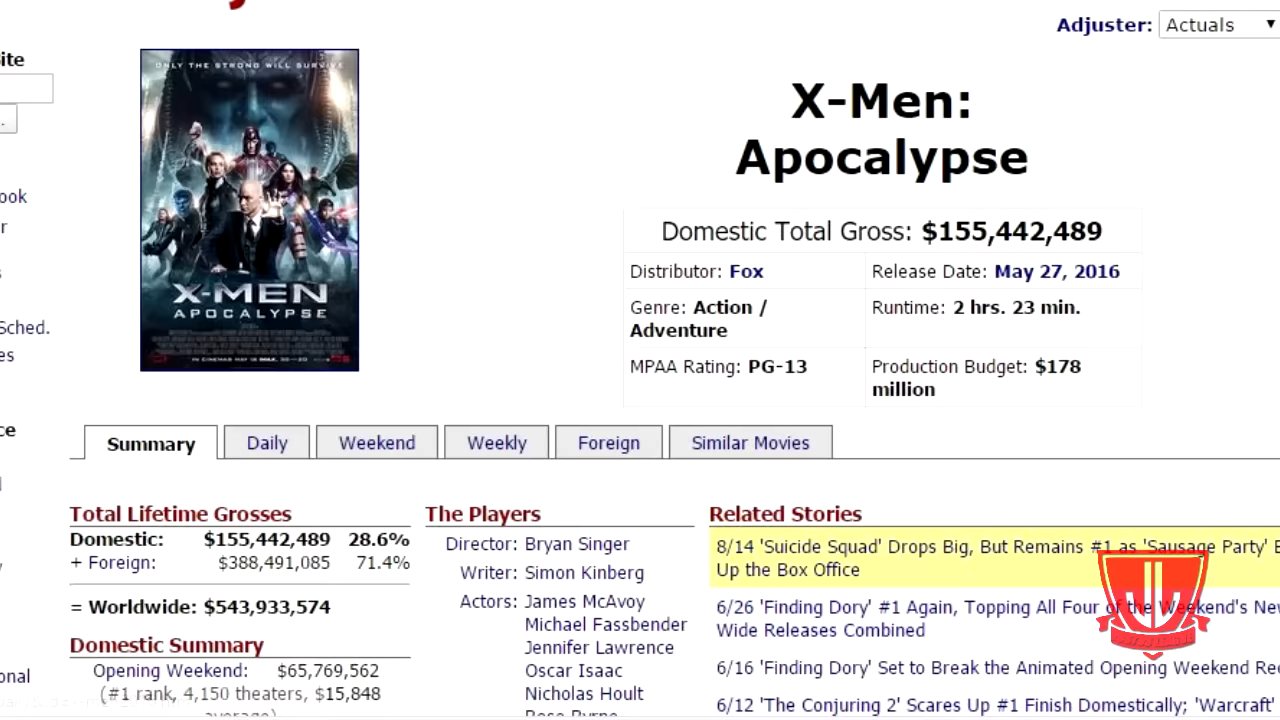 Adjuster: Actuals
ite
ONLY THE STRONG WILL SURVIVE
X-Men:
Apocalypse
ook
r
s
Sched.
es
ce
Domestic Total Gross: $155,442,489
Distributor: Fox
Release Date: May 27, 2016
Genre: Action /
Adventure
Runtime: 2 hrs. 23 min.
MPAA Rating: PG-13
Production Budget: $178
million
X-MEN
APOCALYPSE
Summary
Daily
Weekend
Weekly
Foreign
Similar Movies
Total Lifetime Grosses
Domestic: $155,442,489 28.6%
+ Foreign: $388,491,085 71.4%
= Worldwide: $543,933,574
Domestic Summary
Opening Weekend: $65,769,562
(#1 rank, 4,150 theaters, $15,848
average)
onal
The Players
Director: Bryan Singer
Writer: Simon Kinberg
Actors: James McAvoy
Michael Fassbender
Jennifer Lawrence
Oscar Isaac
Nicholas Hoult
Rose Byrne
Related Stories
8/14 'Suicide Squad' Drops Big, But Remains #1 as 'Sausage Party'
Up the Box Office
6/26 'Finding Dory' #1 Again, Topping All Four of the Weekend's New
Wide Releases Combined
6/16 'Finding Dory' Set to Break the Animated Opening Weekend Rec
6/12 'The Conjuring 2' Scares Up #1 Finish Domestically; 'Warcraft'